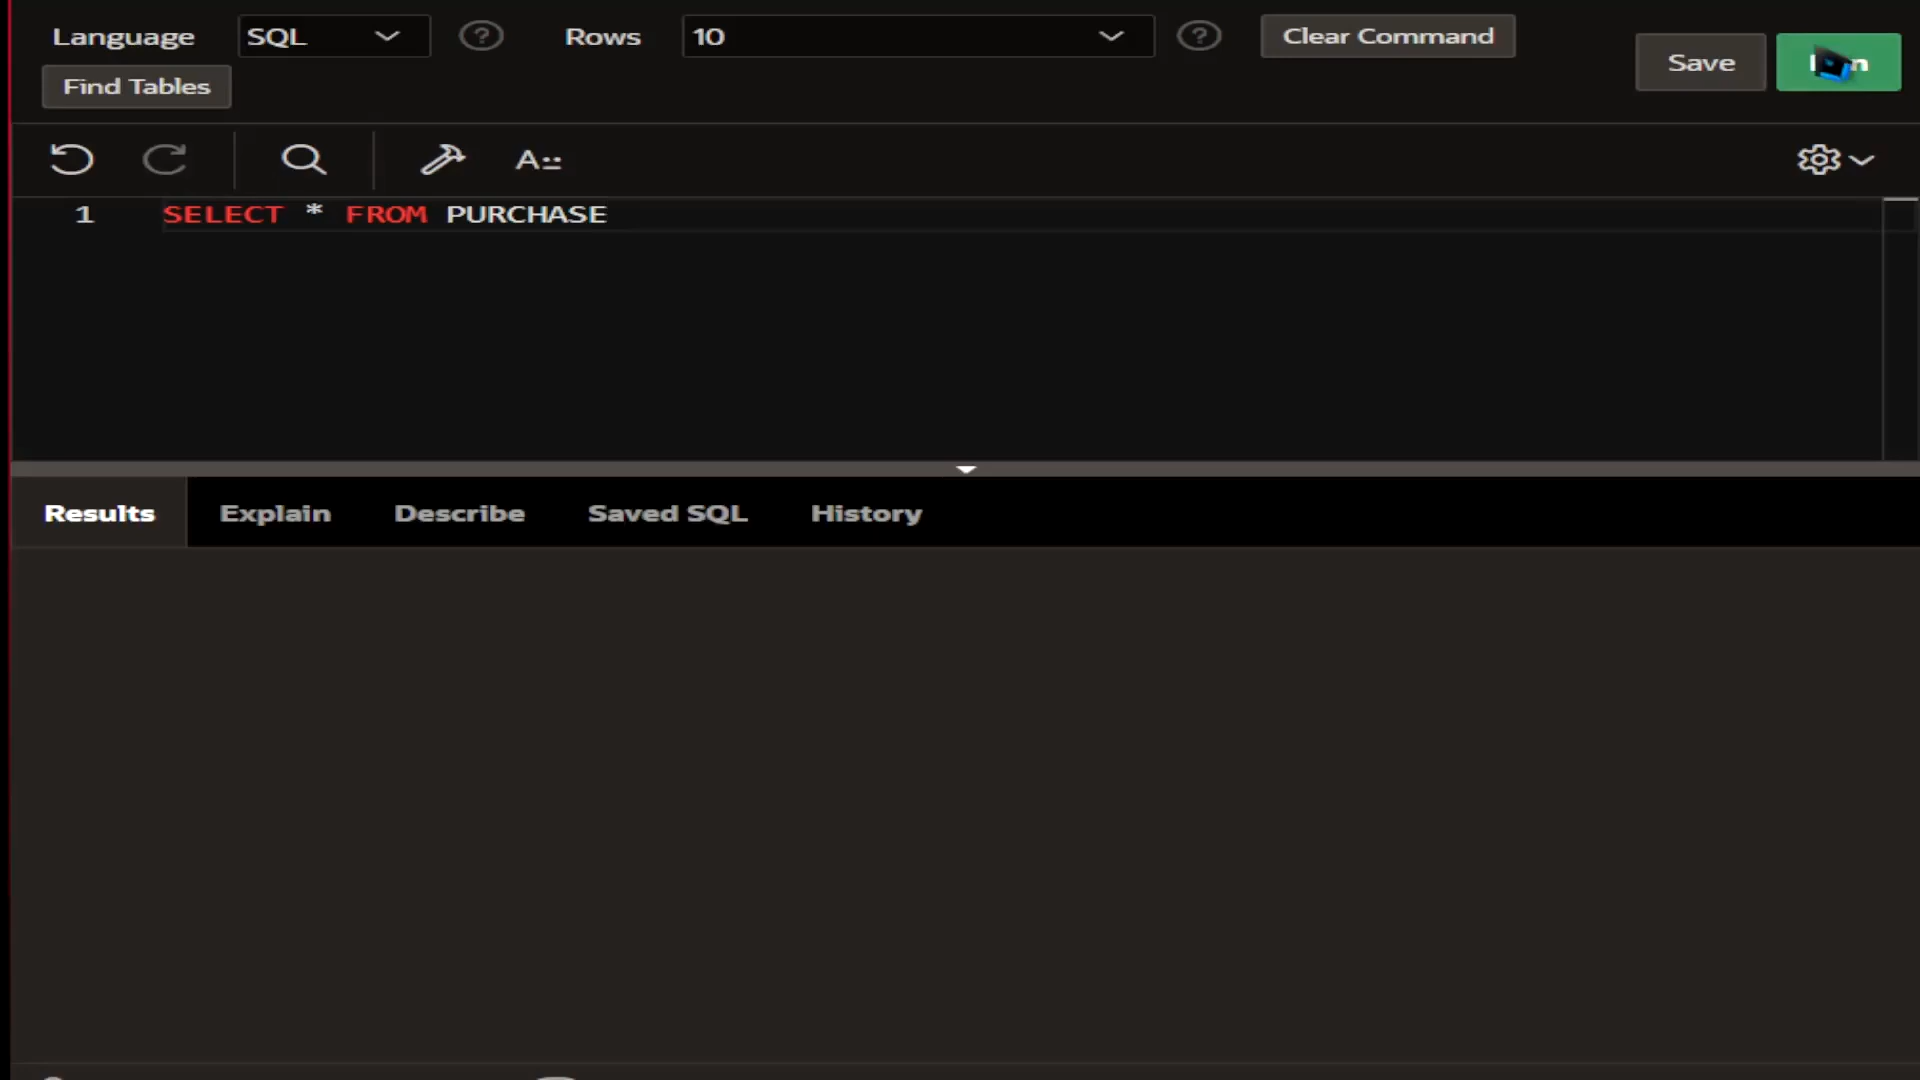 Language SQL Rows 10 Clear Command
Save
Find Tables
A
1 SELECT * FROM PURCHASE
Results Explain Describe Saved SQL History